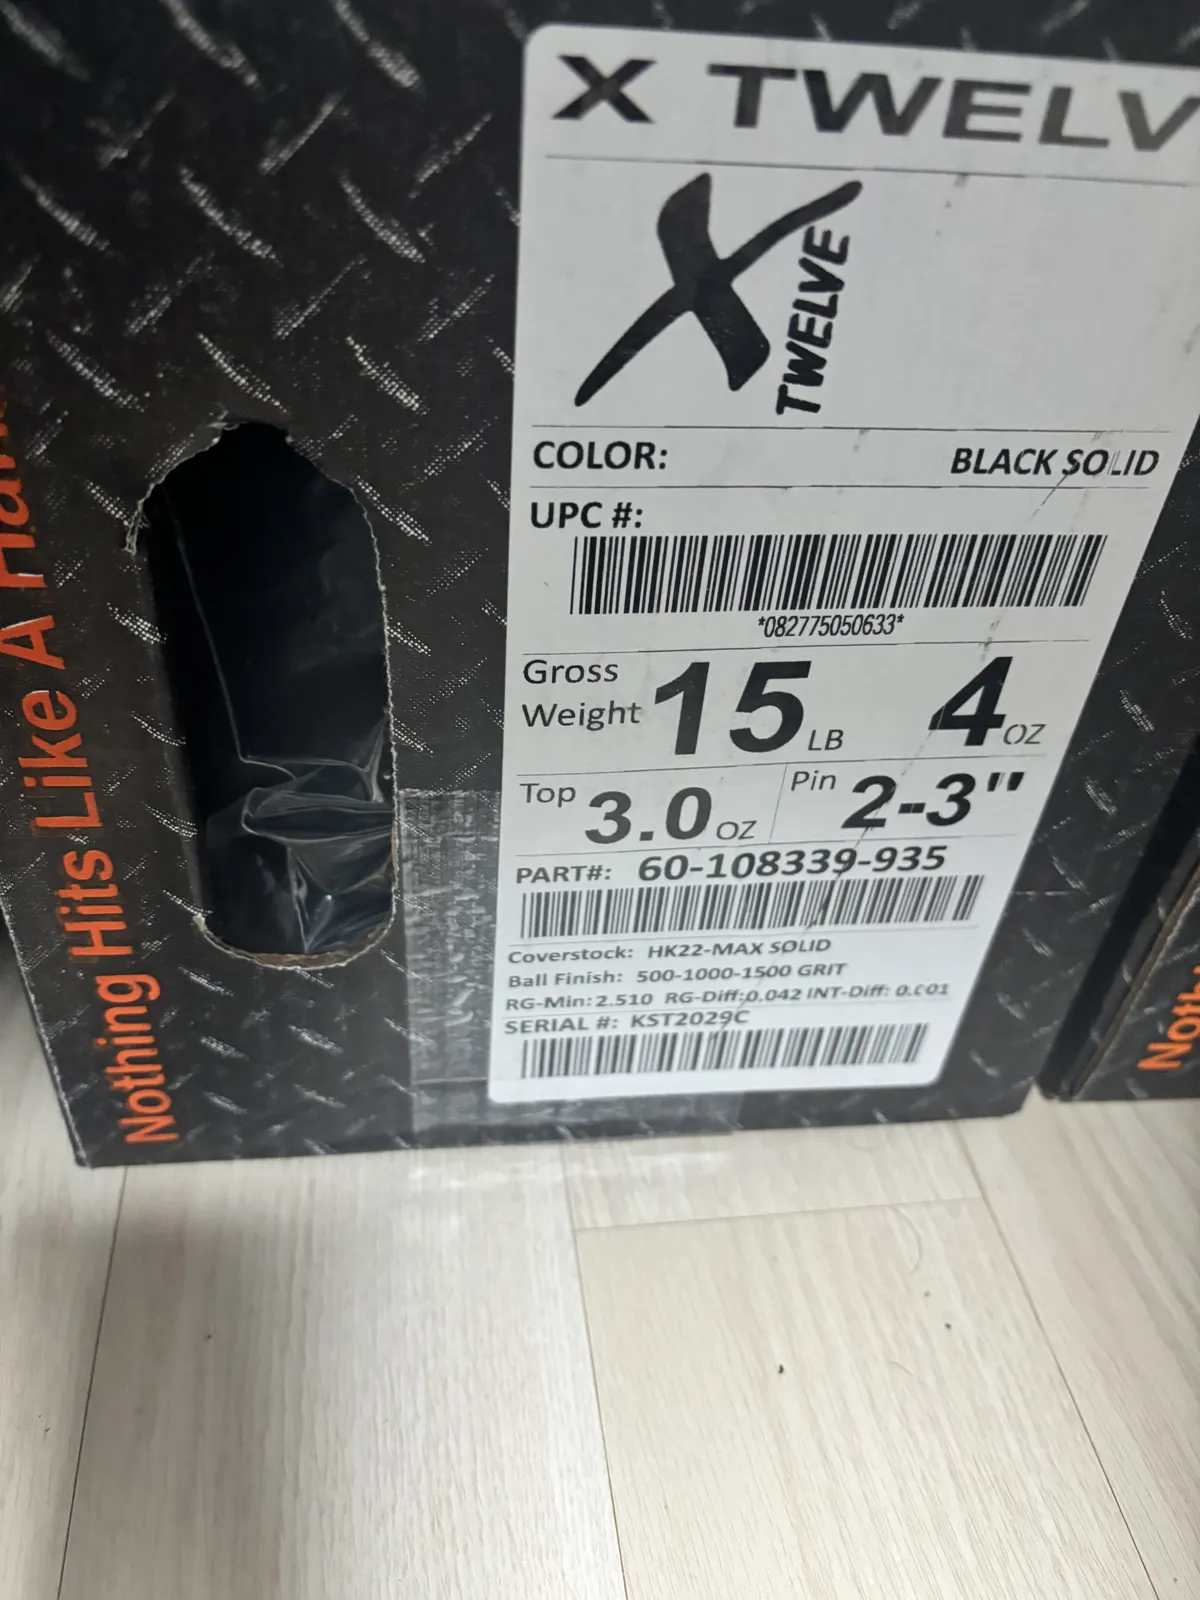 X TWELV
X
TWELVE
COLOR: BLACK SOLID
UPC #:
*082775050633*
Gross
Weight 15 LB 4 OZ
Top 3.0 OZ Pin 2-3"
PART#: 60-108339-935
Coverstock: HK22-MAX SOLID
Ball Finish: 500-1000-1500 GRIT
RG-Min: 2.510 RG-Diff:0.042 INT-Diff: 0.001
SERIAL #: KST2029C
Nothing Hits Like A Ham
Noth